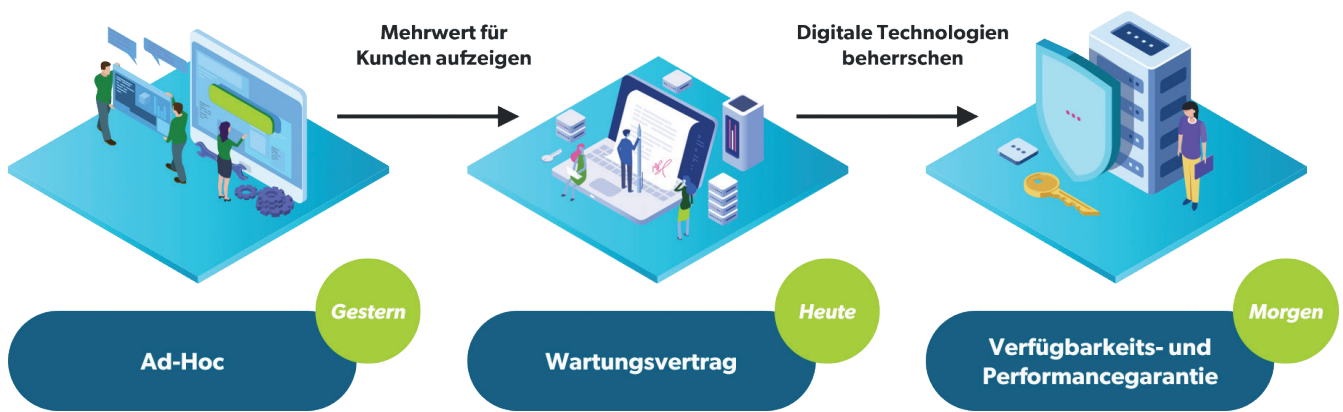 Mehrwert für
Kunden aufzeigen
Digitale Technologien
beherrschen
Gestern
Ad-Hoc
Heute
Wartungsvertrag
Morgen
Verfügbarkeits- und
Performancegarantie